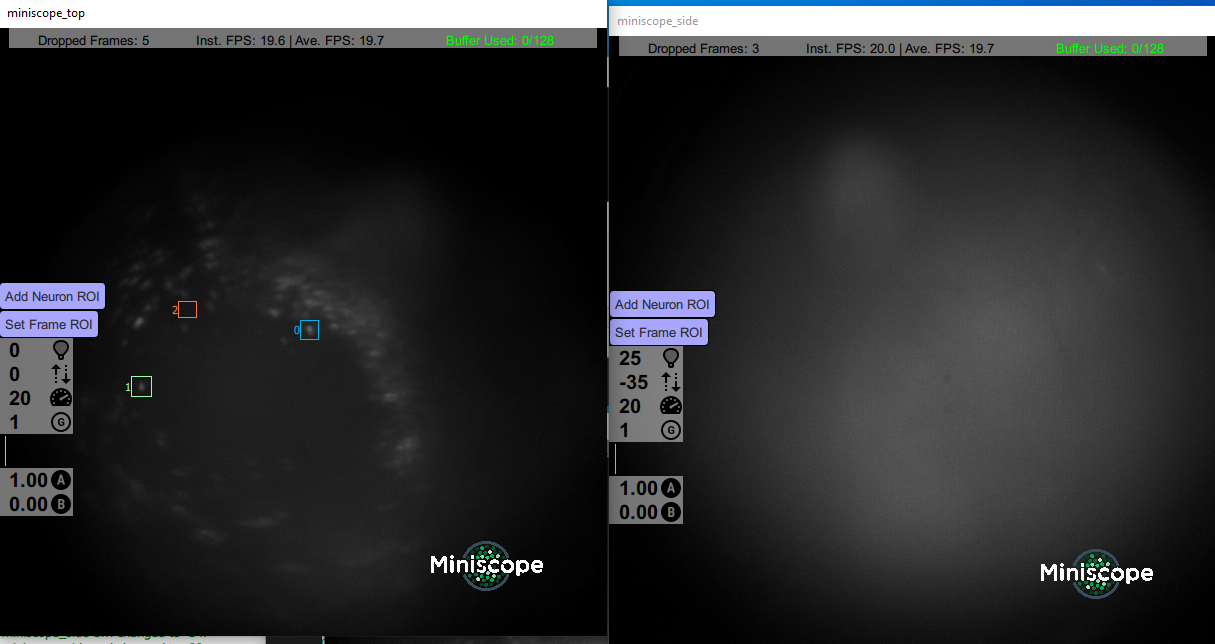 miniscope_top
Dropped Frames: 5 Inst. FPS: 19.6 | Ave. FPS: 19.7 Buffer Used: 0/128
2
0
Add Neuron ROI
Set Frame ROI
0
0
1
20
1 G
1.00 A
0.00 B
Miniscope
miniscope_side
Dropped Frames: 3 Inst. FPS: 20.0 | Ave. FPS: 19.7 Buffer Used: 0/128
Add Neuron ROI
Set Frame ROI
25
-35
20
1 G
1.00 A
0.00 B
Miniscope